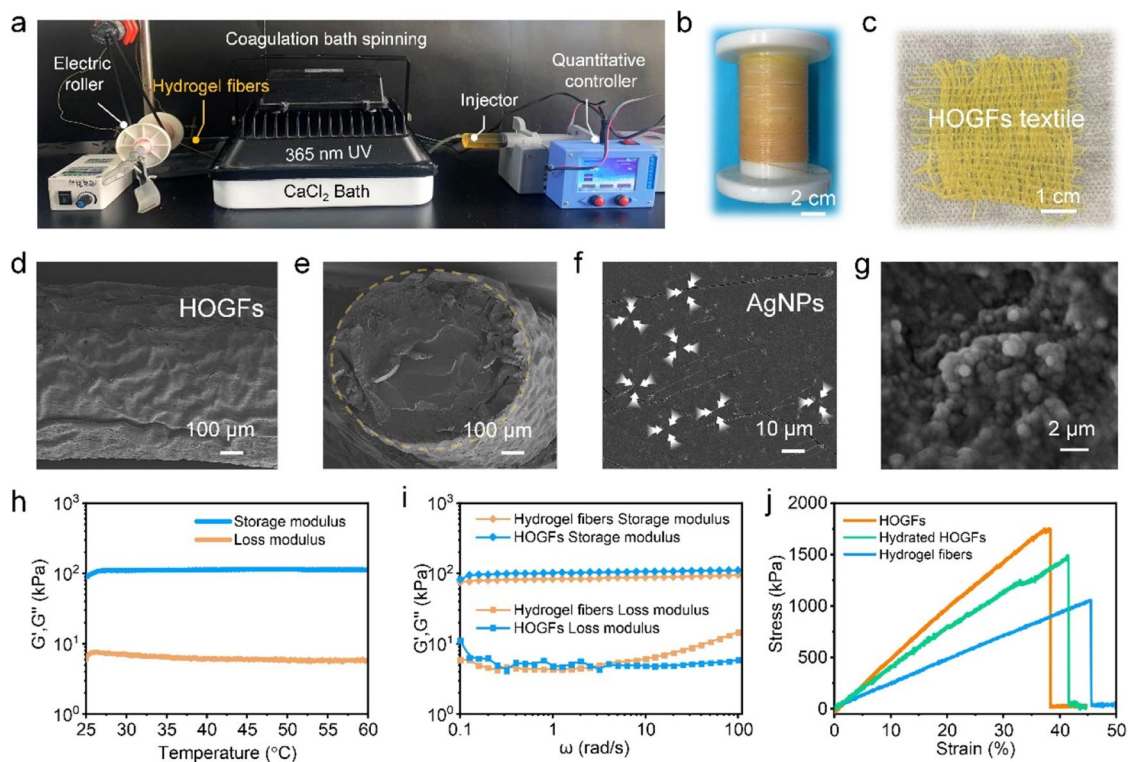 a
Coagulation bath spinning
Electric
roller
Hydrogel fibers
Injector
Quantitative
controller
365 nm UV
CaCl₂ Bath
b
2 cm
c
HOGFs textile
1 cm
d
HOGFs
100 µm
e
100 µm
f
AgNPs
10 µm
g
2 µm
h
G',G'' (kPa)
10³
10²
10¹
10⁰
Storage modulus
Loss modulus
25 30 35 40 45 50 55 60
Temperature (°C)
i
G',G'' (kPa)
10³
10²
10¹
10⁰
Hydrogel fibers Storage modulus
HOGFs Storage modulus
Hydrogel fibers Loss modulus
HOGFs Loss modulus
0.1 1 10 100
ω (rad/s)
j
Stress (kPa)
2000
1750
1500
1250
1000
750
500
250
0
HOGFs
Hydrated HOGFs
Hydrogel fibers
0 10 20 30 40 50
Strain (%)